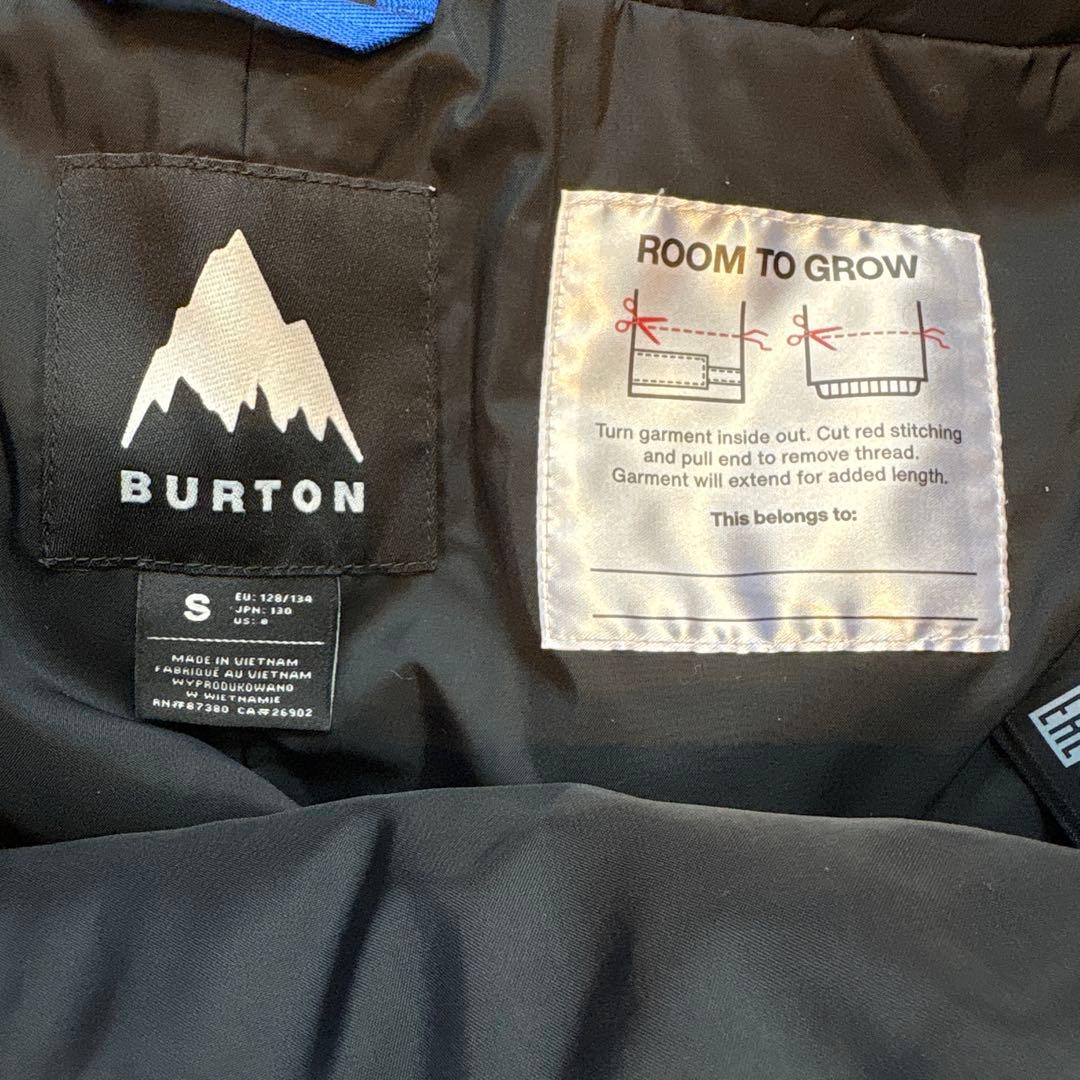 BURTON
S
EU: 128/134
JPN: 130
US: 8
MADE IN VIETNAM
FABRIQUÉ AU VIETNAM
WYPRODUKOWANO
W WIETNAMIE
RN#87380 CA#26902
ROOM TO GROW
Turn garment inside out. Cut red stitching
and pull end to remove thread.
Garment will extend for added length.
This belongs to:
EAC